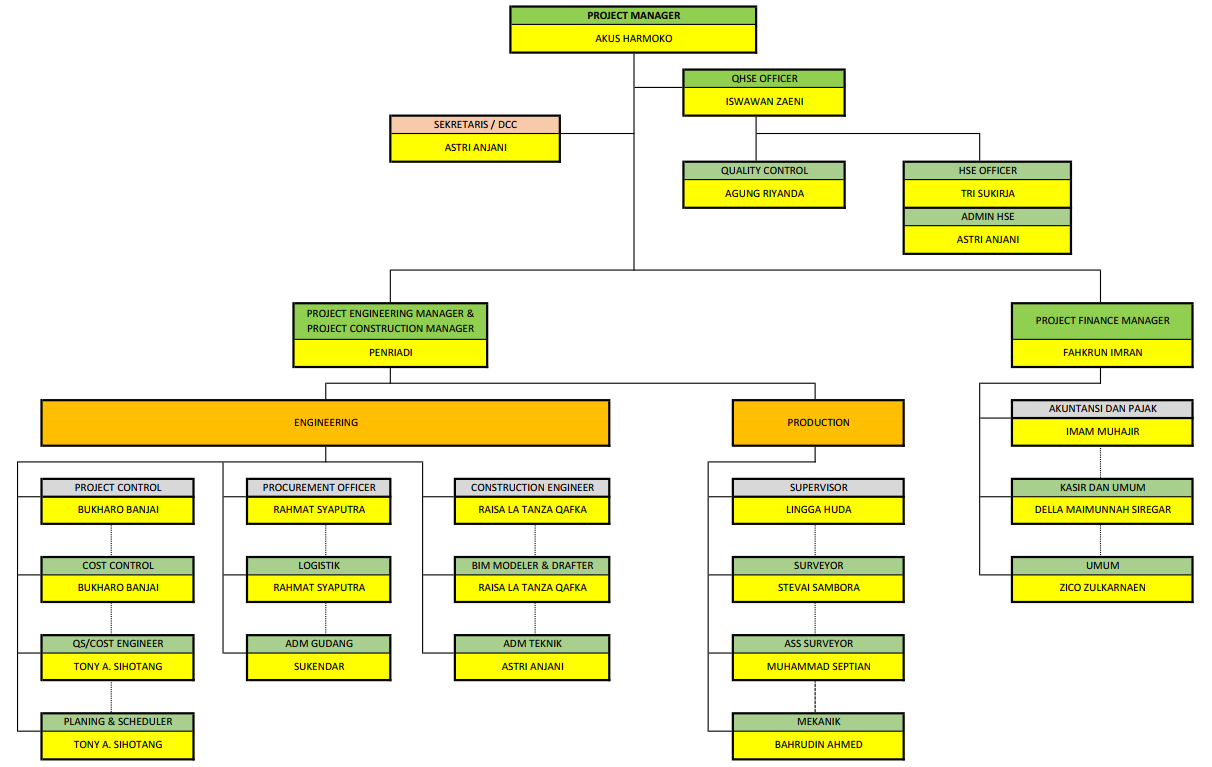 PROJECT MANAGER
AKUS HARMOKO
QHSE OFFICER
ISWAWAN ZAENI
SEKRETARIS / DCC
ASTRI ANJANI
QUALITY CONTROL
AGUNG RIYANDA
HSE OFFICER
TRI SUKIRJA
ADMIN HSE
ASTRI ANJANI
PROJECT ENGINEERING MANAGER &
PROJECT CONSTRUCTION MANAGER
PENRIADI
PROJECT FINANCE MANAGER
FAHKRUN IMRAN
ENGINEERING
PROJECT CONTROL
BUKHARO BANJAI
COST CONTROL
BUKHARO BANJAI
QS/COST ENGINEER
TONY A. SIHOTANG
PLANING & SCHEDULER
TONY A. SIHOTANG
PROCUREMENT OFFICER
RAHMAT SYAPUTRA
LOGISTIK
RAHMAT SYAPUTRA
ADM GUDANG
SUKENDAR
CONSTRUCTION ENGINEER
RAISA LA TANZA QAFKA
BIM MODELER & DRAFTER
RAISA LA TANZA QAFKA
ADM TEKNIK
ASTRI ANJANI
PRODUCTION
SUPERVISOR
LINGGA HUDA
SURVEYOR
STEVAI SAMBORA
ASS SURVEYOR
MUHAMMAD SEPTIAN
MEKANIK
BAHRUDIN AHMED
AKUNTANSI DAN PAJAK
IMAM MUHAJIR
KASIR DAN UMUM
DELLA MAIMUNNAH SIREGAR
UMUM
ZICO ZULKARNAEN